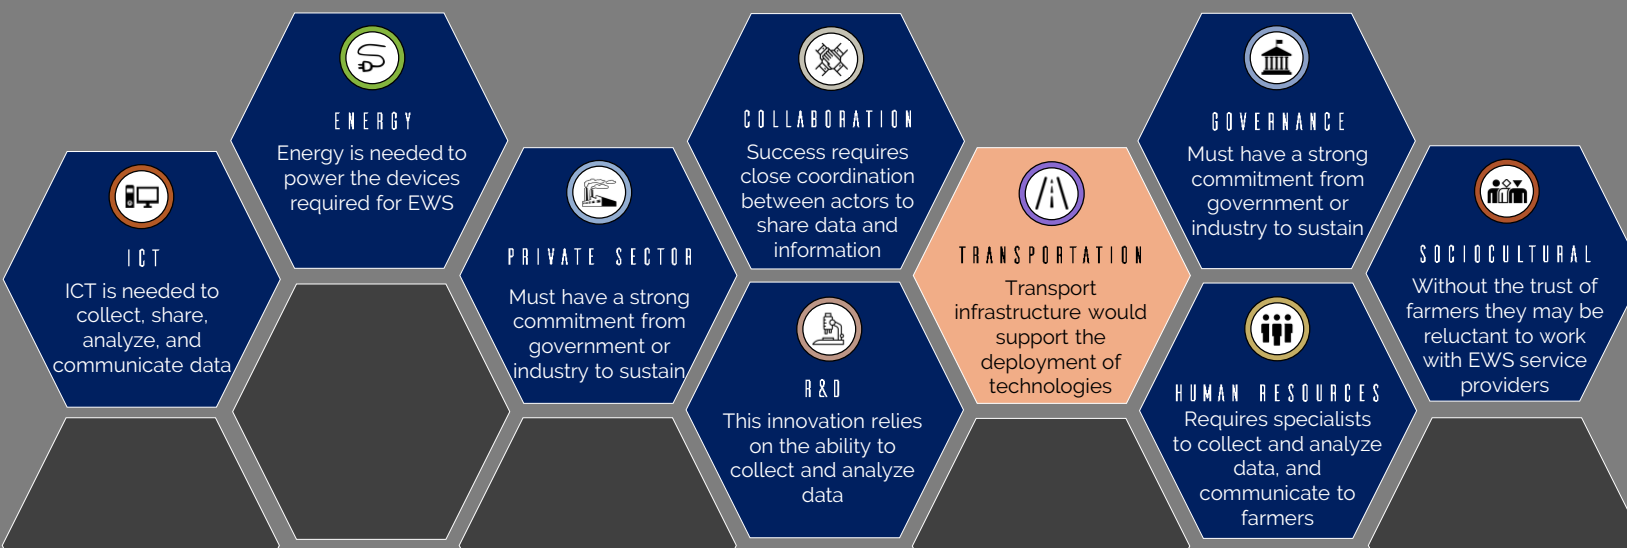 ICT
ICT is needed to
collect, share,
analyze, and
communicate data
ENERGY
Energy is needed to
power the devices
required for EWS
PRIVATE SECTOR
Must have a strong
commitment from
government or
industry to sustain
COLLABORATION
Success requires
close coordination
between actors to
share data and
information
R&D
This innovation relies
on the ability to
collect and analyze
data
TRANSPORTATION
Transport
infrastructure would
support the
deployment of
technologies
GOVERNANCE
Must have a strong
commitment from
government or
industry to sustain
HUMAN RESOURCES
Requires specialists
to collect and analyze
data, and
communicate to
farmers
SOCIOCULTURAL
Without the trust of
farmers they may be
reluctant to work
with EWS service
providers